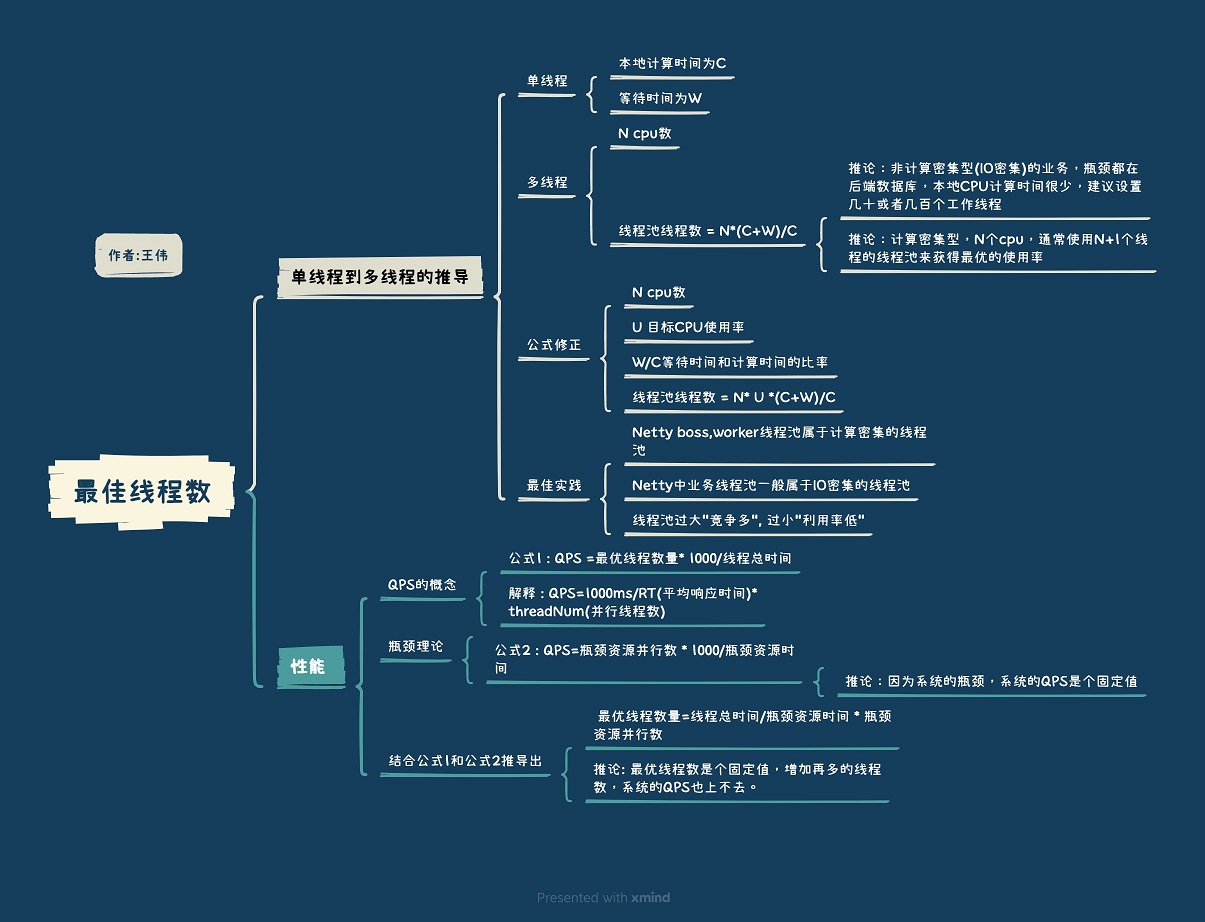 作者:王伟
最佳线程数
单线程到多线程的推导
单线程
本地计算时间为C
等待时间为W
多线程
N cpu数
线程池线程数 = N*(C+W)/C
推论：非计算密集型(IO密集)的业务，瓶颈都在
后端数据库，本地CPU计算时间很少，建议设置
几十或者几百个工作线程
推论：计算密集型，N个cpu，通常使用N+1个线
程的线程池来获得最优的使用率
公式修正
N cpu数
U 目标CPU使用率
W/C等待时间和计算时间的比率
线程池线程数 = N* U *(C+W)/C
最佳实践
Netty boss,worker线程池属于计算密集的线程
池
Netty中业务线程池一般属于IO密集的线程池
线程池过大"竞争多", 过小"利用率低"
性能
QPS的概念
公式1：QPS =最优线程数量* 1000/线程总时间
解释：QPS=1000ms/RT(平均响应时间)*
threadNum(并行线程数)
瓶颈理论
公式2：QPS=瓶颈资源并行数 * 1000/瓶颈资源时
间
推论：因为系统的瓶颈，系统的QPS是个固定值
结合公式1和公式2推导出
最优线程数量=线程总时间/瓶颈资源时间 * 瓶颈
资源并行数
推论: 最优线程数是个固定值，增加再多的线程
数，系统的QPS也上不去。
Presented with xmind